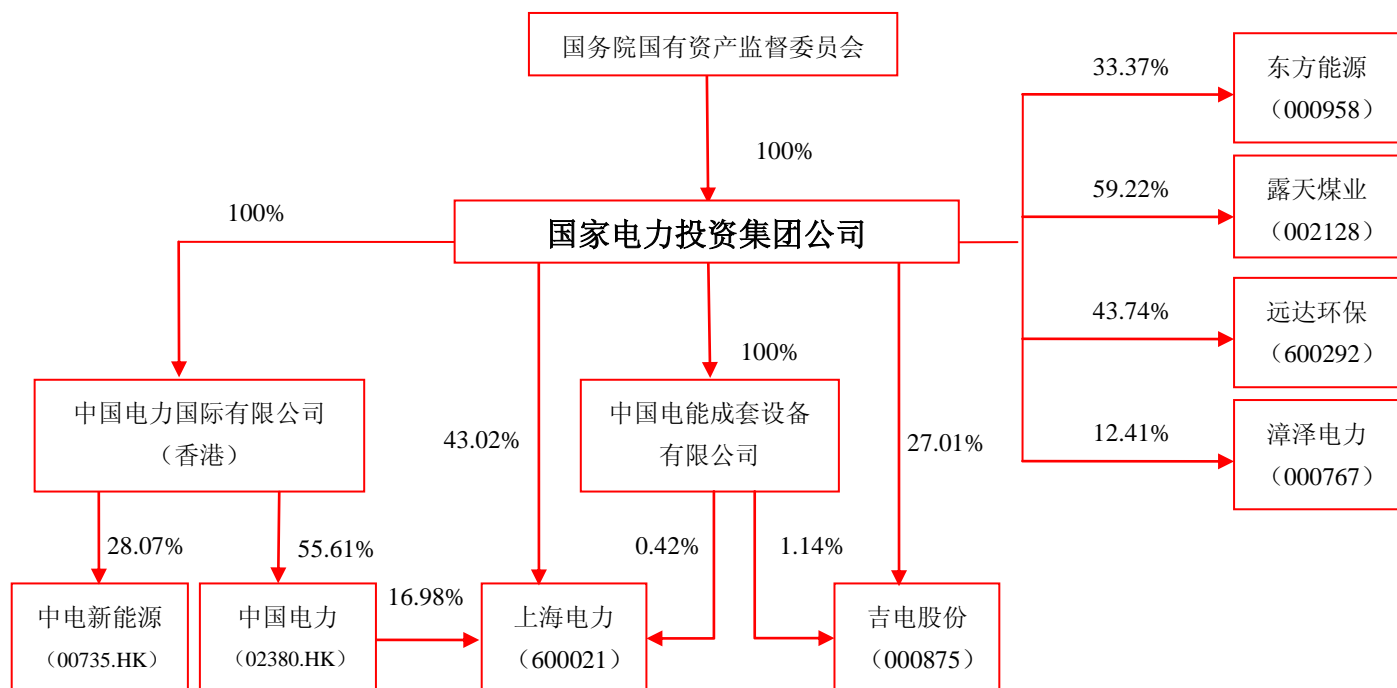 国务院国有资产监督委员会
33.37%
东方能源
（000958）
100%
59.22%
露天煤业
（002128）
100%
国家电力投资集团公司
43.74%
远达环保
（600292）
100%
中国电力国际有限公司
（香港）
43.02%
中国电能成套设备
有限公司
27.01%
12.41%
漳泽电力
（000767）
28.07%
55.61%
0.42%
1.14%
中电新能源
（00735.HK）
中国电力
（02380.HK）
16.98%
上海电力
（600021）
吉电股份
（000875）